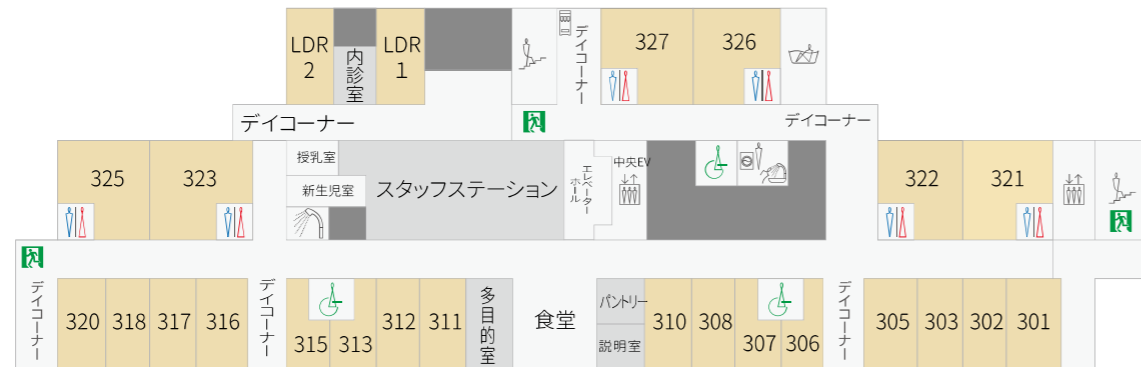 LDR
2
内診室
LDR
1
デイコーナー
327
326
デイコーナー
デイコーナー
325
323
授乳室
新生児室
スタッフステーション
エレベーター
ホール
中央EV
322
321
デイコーナー
320
318
317
316
デイコーナー
315
313
312
311
多目的室
食堂
パントリー
説明室
310
308
307
306
デイコーナー
305
303
302
301